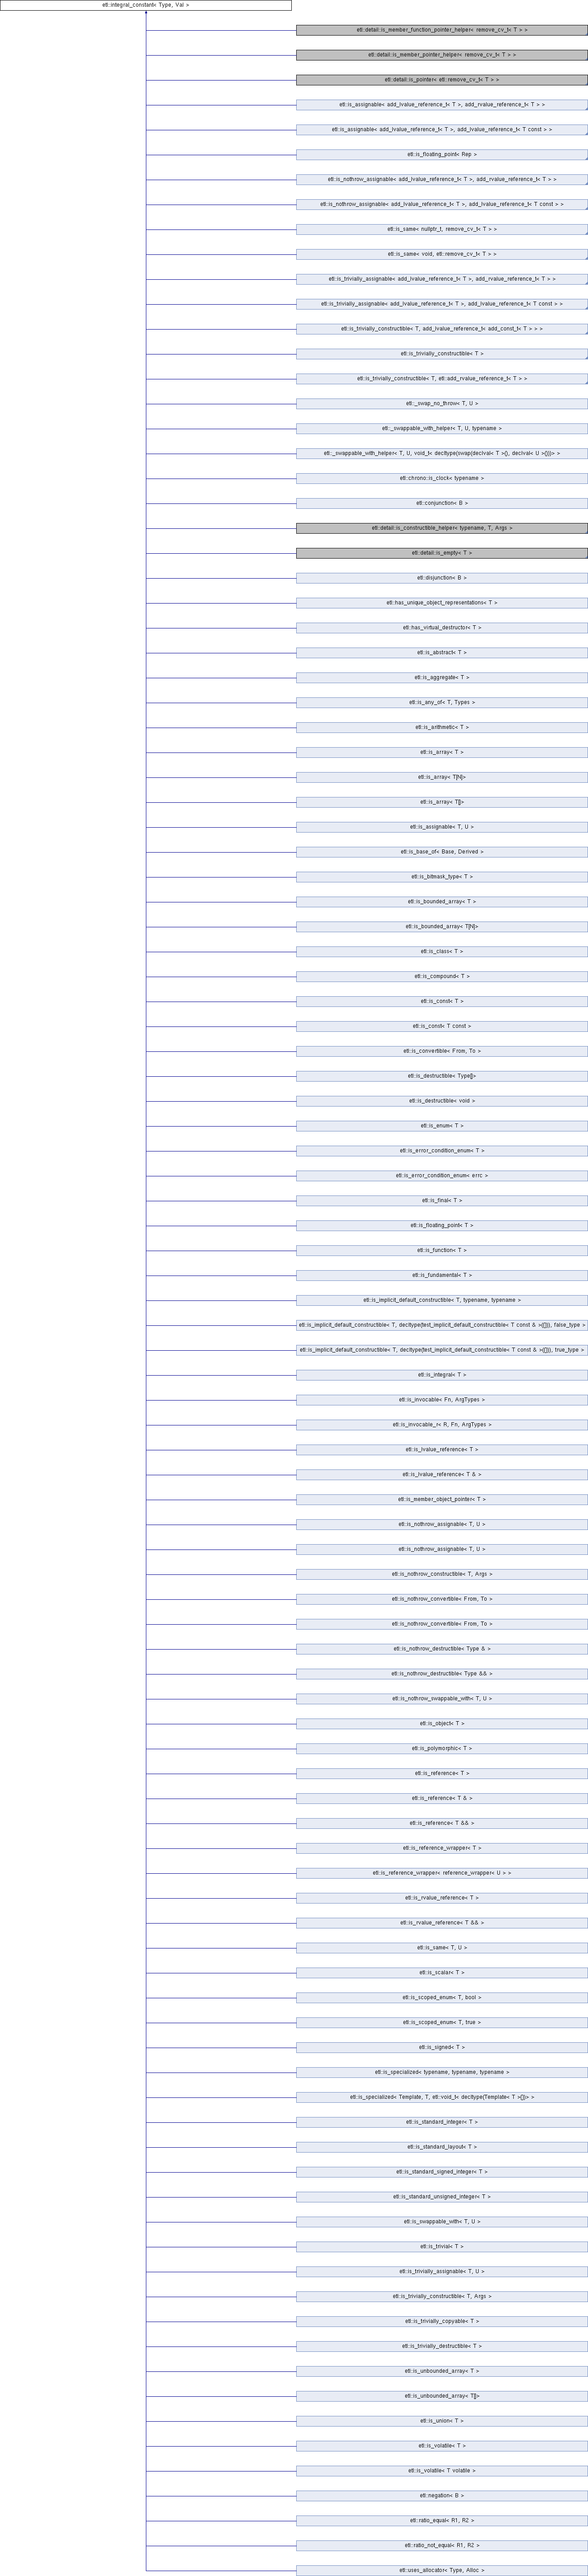 etl::integral_constant< Type, Val >
etl::detail::is_member_function_pointer_helper< remove_cv_t< T > >
etl::detail::is_member_pointer_helper< remove_cv_t< T > >
etl::detail::is_pointer< etl::remove_cv_t< T > >
etl::is_assignable< add_lvalue_reference_t< T >, add_rvalue_reference_t< T > >
etl::is_assignable< add_lvalue_reference_t< T >, add_lvalue_reference_t< T const > >
etl::is_floating_point< Rep >
etl::is_nothrow_assignable< add_lvalue_reference_t< T >, add_rvalue_reference_t< T > >
etl::is_nothrow_assignable< add_lvalue_reference_t< T >, add_lvalue_reference_t< T const > >
etl::is_same< nullptr_t, remove_cv_t< T > >
etl::is_same< void, etl::remove_cv_t< T > >
etl::is_trivially_assignable< add_lvalue_reference_t< T >, add_rvalue_reference_t< T > >
etl::is_trivially_assignable< add_lvalue_reference_t< T >, add_lvalue_reference_t< T const > >
etl::is_trivially_constructible< T, add_lvalue_reference_t< add_const_t< T > > >
etl::is_trivially_constructible< T >
etl::is_trivially_constructible< T, etl::add_rvalue_reference_t< T > >
etl::_swap_no_throw< T, U >
etl::_swappable_with_helper< T, U, typename >
etl::_swappable_with_helper< T, U, void_t< decltype(swap(declval< T >(), declval< U >()))> >
etl::chrono::is_clock< typename >
etl::conjunction< B >
etl::detail::is_constructible_helper< typename, T, Args >
etl::detail::is_empty< T >
etl::disjunction< B >
etl::has_unique_object_representations< T >
etl::has_virtual_destructor< T >
etl::is_abstract< T >
etl::is_aggregate< T >
etl::is_any_of< T, Types >
etl::is_arithmetic< T >
etl::is_array< T >
etl::is_array< T[N]>
etl::is_array< T[]>
etl::is_assignable< T, U >
etl::is_base_of< Base, Derived >
etl::is_bitmask_type< T >
etl::is_bounded_array< T >
etl::is_bounded_array< T[N]>
etl::is_class< T >
etl::is_compound< T >
etl::is_const< T >
etl::is_const< T const >
etl::is_convertible< From, To >
etl::is_destructible< Type[]>
etl::is_destructible< void >
etl::is_enum< T >
etl::is_error_condition_enum< T >
etl::is_error_condition_enum< errc >
etl::is_final< T >
etl::is_floating_point< T >
etl::is_function< T >
etl::is_fundamental< T >
etl::is_implicit_default_constructible< T, typename, typename >
etl::is_implicit_default_constructible< T, decltype(test_implicit_default_constructible< T const & >({})), false_type >
etl::is_implicit_default_constructible< T, decltype(test_implicit_default_constructible< T const & >({})), true_type >
etl::is_integral< T >
etl::is_invocable< Fn, ArgTypes >
etl::is_invocable_r< R, Fn, ArgTypes >
etl::is_lvalue_reference< T >
etl::is_lvalue_reference< T & >
etl::is_member_object_pointer< T >
etl::is_nothrow_assignable< T, U >
etl::is_nothrow_assignable< T, U >
etl::is_nothrow_constructible< T, Args >
etl::is_nothrow_convertible< From, To >
etl::is_nothrow_convertible< From, To >
etl::is_nothrow_destructible< Type & >
etl::is_nothrow_destructible< Type && >
etl::is_nothrow_swappable_with< T, U >
etl::is_object< T >
etl::is_polymorphic< T >
etl::is_reference< T >
etl::is_reference< T & >
etl::is_reference< T && >
etl::is_reference_wrapper< T >
etl::is_reference_wrapper< reference_wrapper< U > >
etl::is_rvalue_reference< T >
etl::is_rvalue_reference< T && >
etl::is_same< T, U >
etl::is_scalar< T >
etl::is_scoped_enum< T, bool >
etl::is_scoped_enum< T, true >
etl::is_signed< T >
etl::is_specialized< typename, typename, typename >
etl::is_specialized< Template, T, etl::void_t< decltype(Template< T >{})> >
etl::is_standard_integer< T >
etl::is_standard_layout< T >
etl::is_standard_signed_integer< T >
etl::is_standard_unsigned_integer< T >
etl::is_swappable_with< T, U >
etl::is_trivial< T >
etl::is_trivially_assignable< T, U >
etl::is_trivially_constructible< T, Args >
etl::is_trivially_copyable< T >
etl::is_trivially_destructible< T >
etl::is_unbounded_array< T >
etl::is_unbounded_array< T[]>
etl::is_union< T >
etl::is_volatile< T >
etl::is_volatile< T volatile >
etl::negation< B >
etl::ratio_equal< R1, R2 >
etl::ratio_not_equal< R1, R2 >
etl::uses_allocator< Type, Alloc >